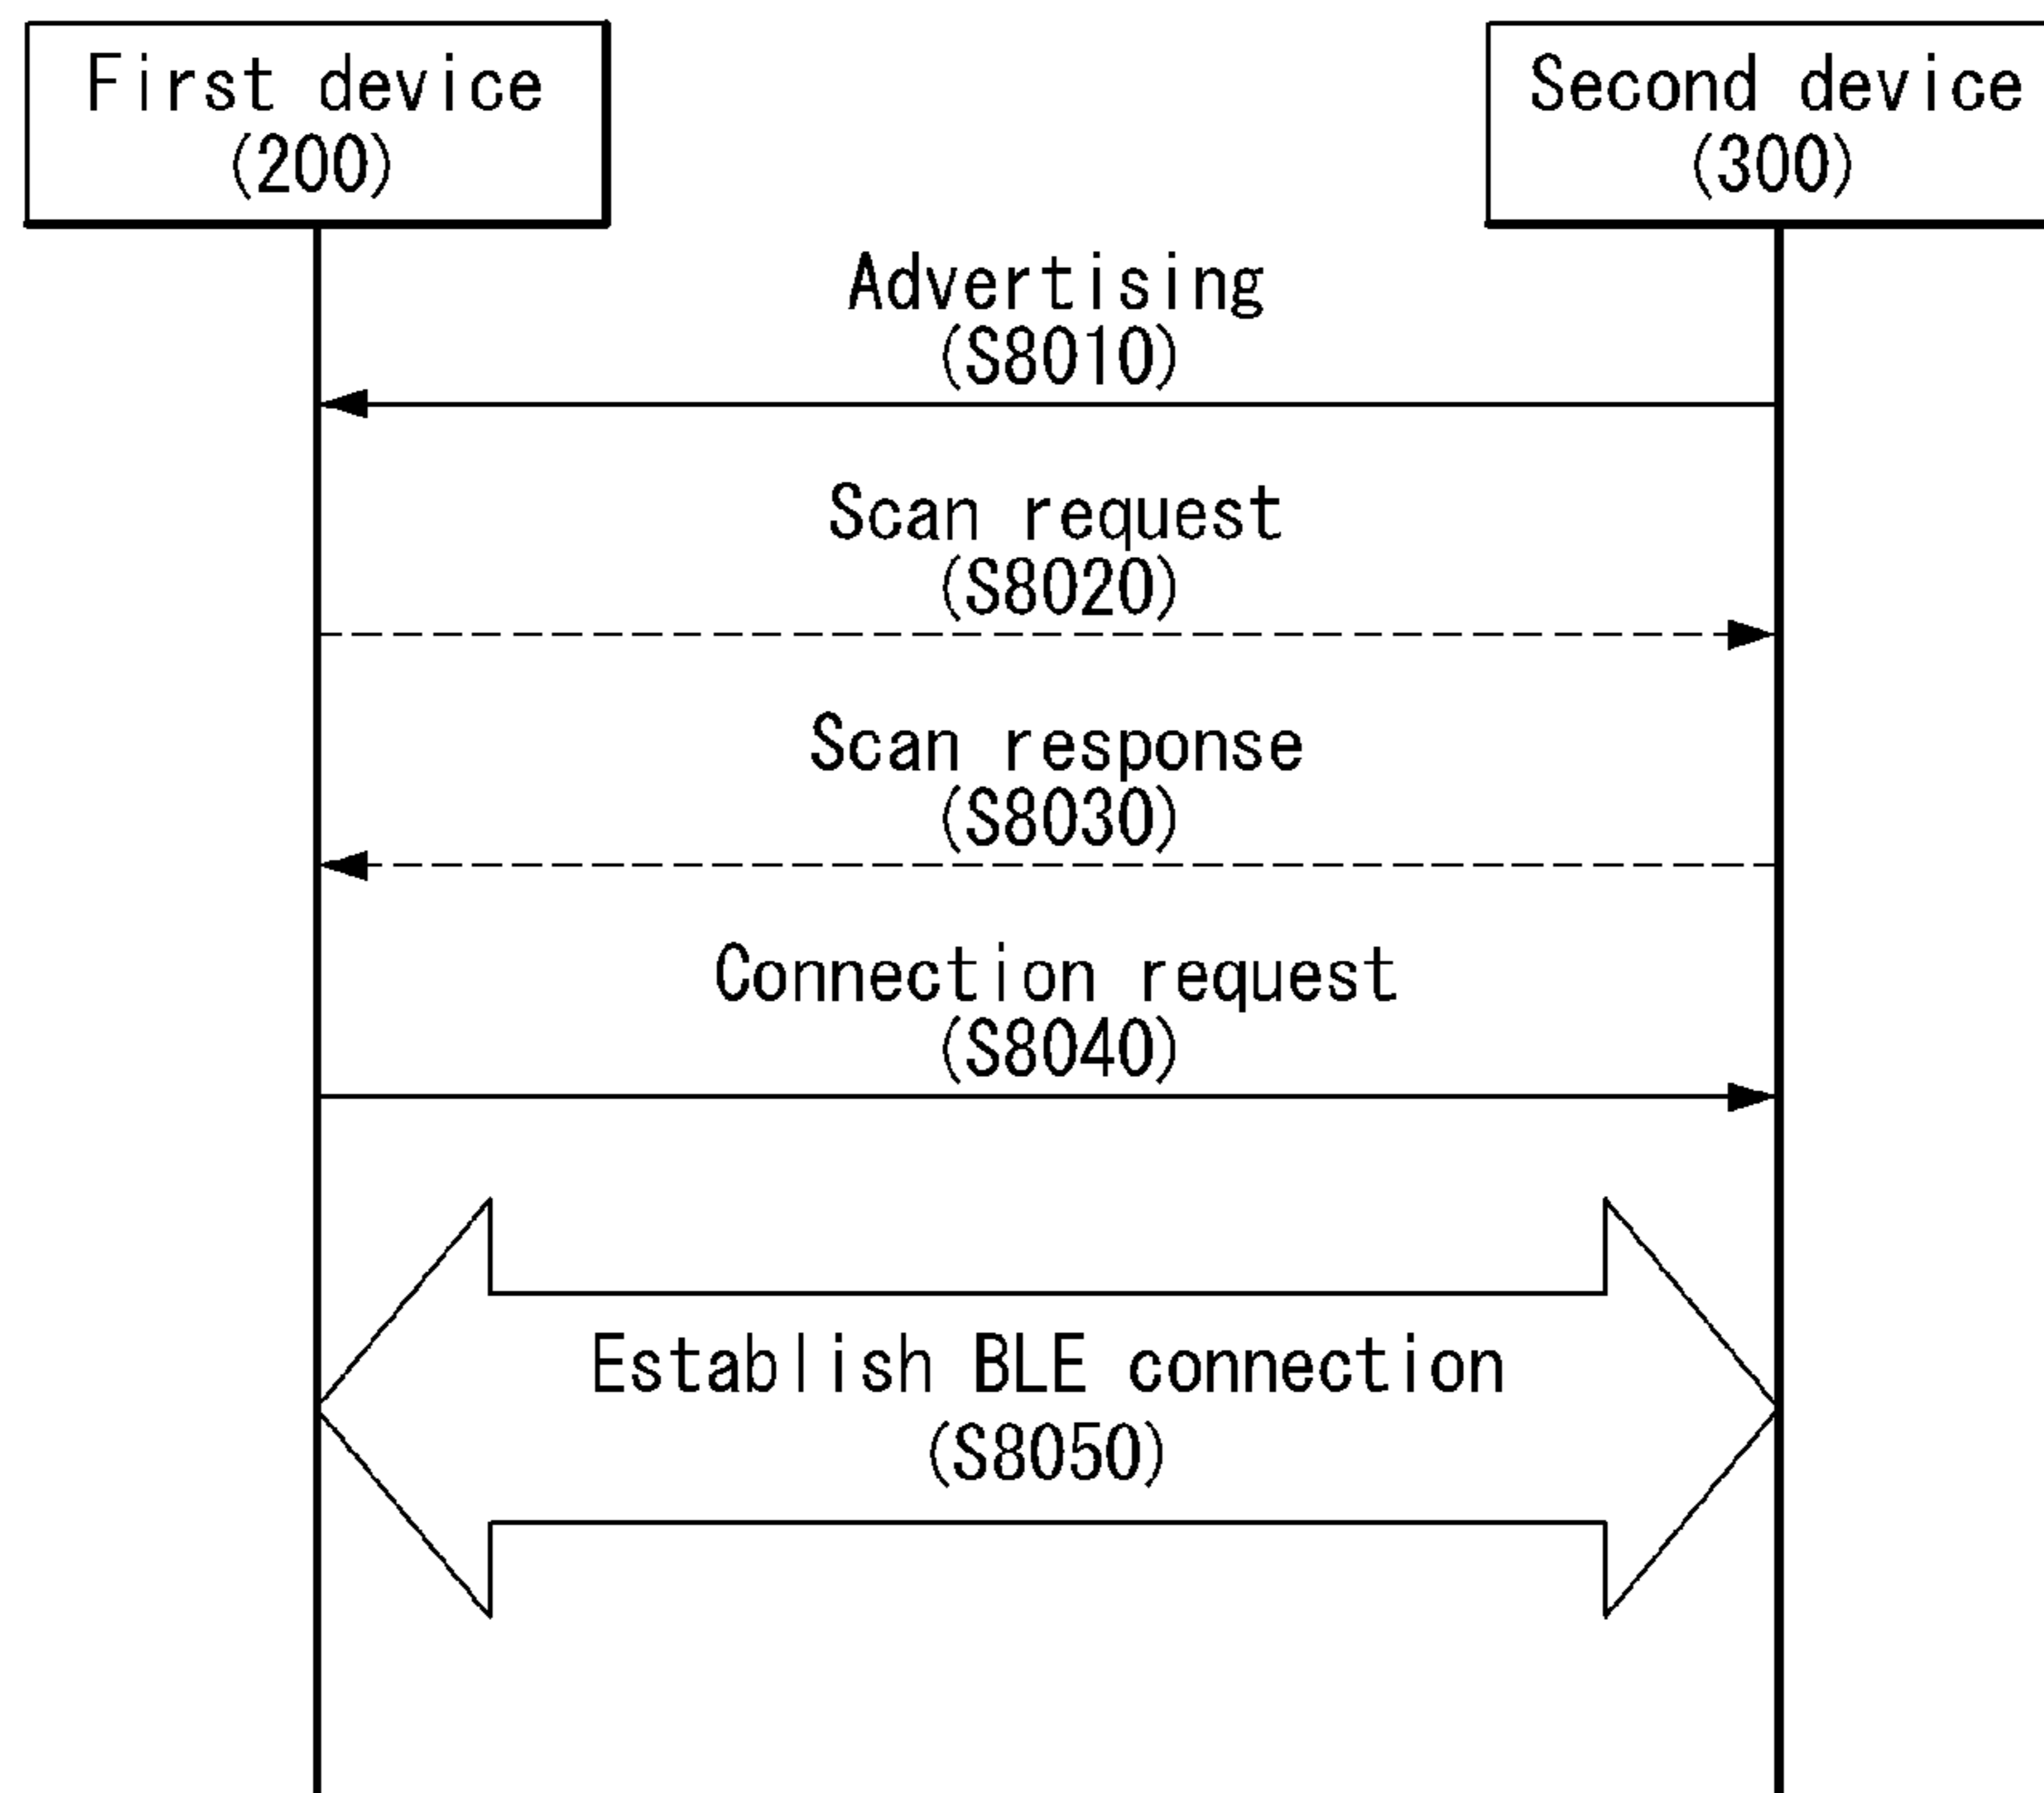 First device
(200)
Second device
(300)
Advertising
(S8010)
Scan request
(S8020)
Scan response
(S8030)
Connection request
(S8040)
Establish BLE connection
(S8050)